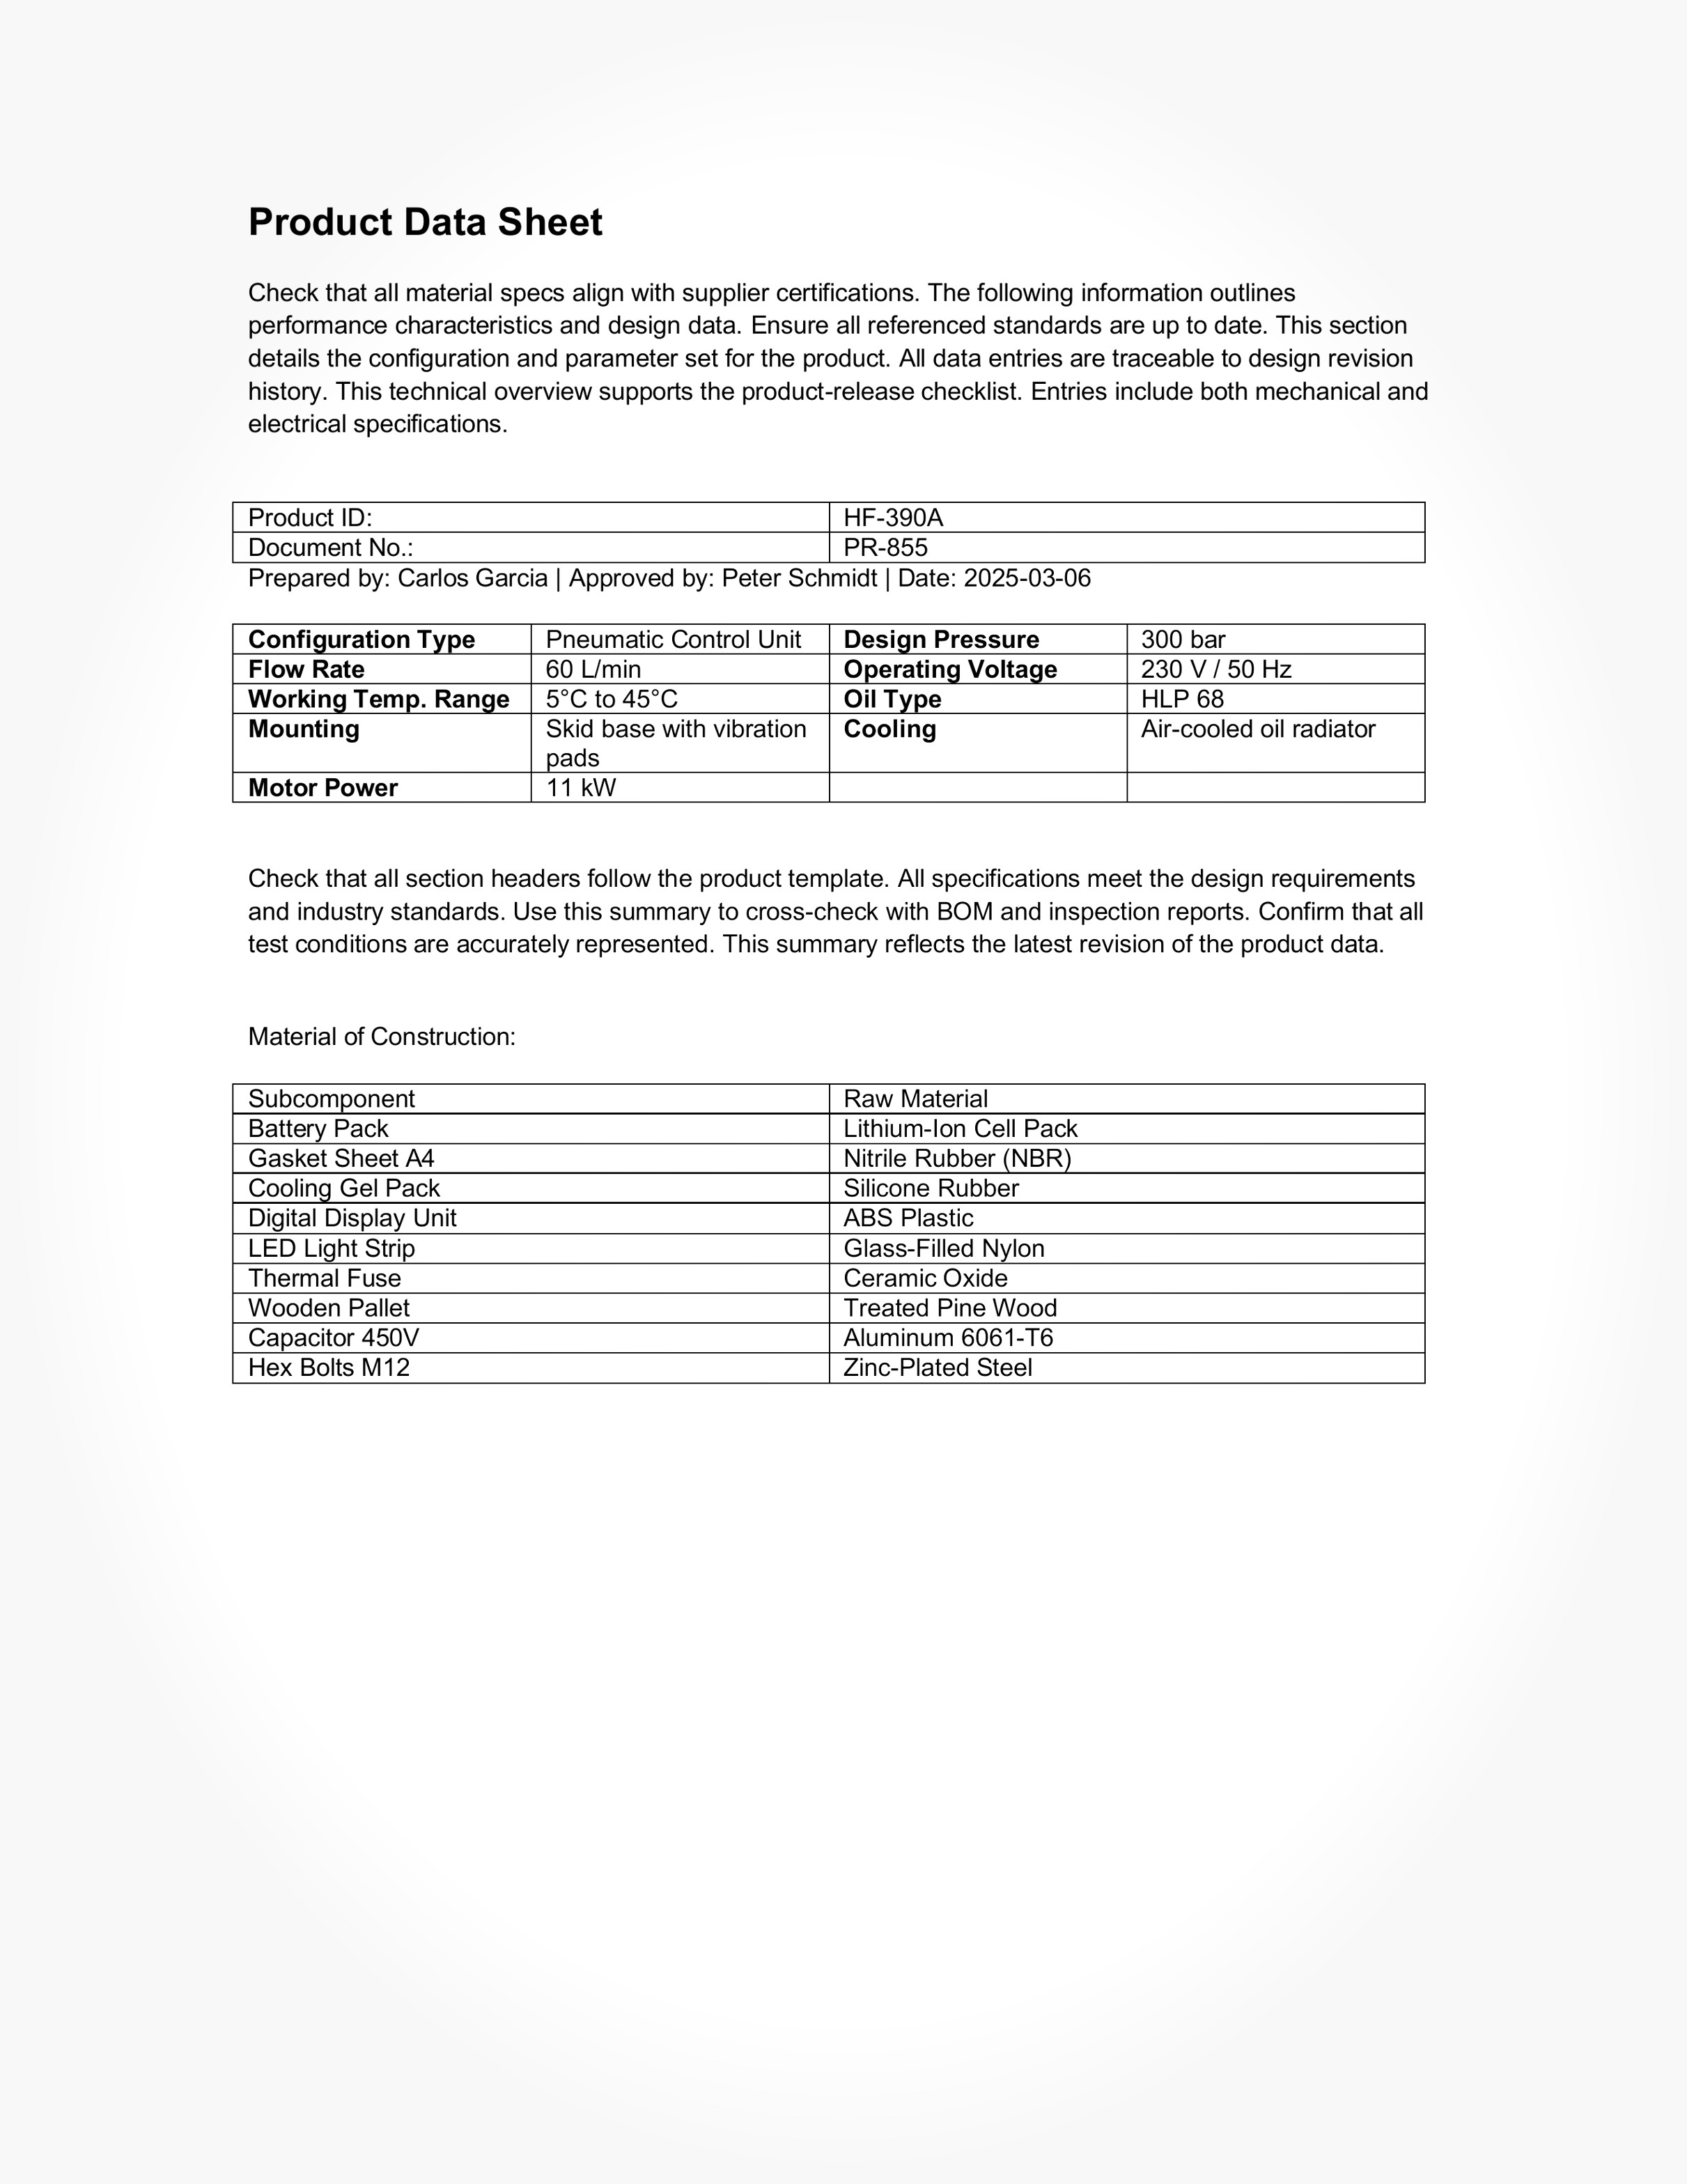 Product Data Sheet
Check that all material specs align with supplier certifications. The following information outlines
performance characteristics and design data. Ensure all referenced standards are up to date. This section
details the configuration and parameter set for the product. All data entries are traceable to design revision
history. This technical overview supports the product-release checklist. Entries include both mechanical and
electrical specifications.
Product ID: HF-390A
Document No.: PR-855
Prepared by: Carlos Garcia | Approved by: Peter Schmidt | Date: 2025-03-06
Configuration Type Pneumatic Control Unit Design Pressure 300 bar
Flow Rate 60 L/min Operating Voltage 230 V / 50 Hz
Working Temp. Range 5°C to 45°C Oil Type HLP 68
Mounting Skid base with vibration Cooling Air-cooled oil radiator
pads
Motor Power 11 kW
Check that all section headers follow the product template. All specifications meet the design requirements
and industry standards. Use this summary to cross-check with BOM and inspection reports. Confirm that all
test conditions are accurately represented. This summary reflects the latest revision of the product data.
Material of Construction:
Subcomponent Raw Material
Battery Pack Lithium-Ion Cell Pack
Gasket Sheet A4 Nitrile Rubber (NBR)
Cooling Gel Pack Silicone Rubber
Digital Display Unit ABS Plastic
LED Light Strip Glass-Filled Nylon
Thermal Fuse Ceramic Oxide
Wooden Pallet Treated Pine Wood
Capacitor 450V Aluminum 6061-T6
Hex Bolts M12 Zinc-Plated Steel